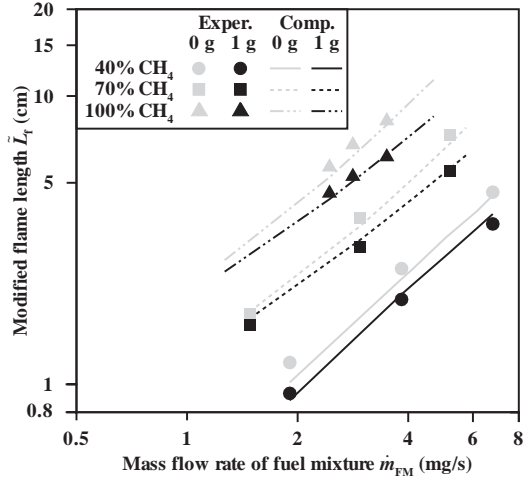 Exper. Comp.
0 g 1 g 0 g 1 g
40% CH4
70% CH4
100% CH4
20
15
10
5
1
0.8
Modified flame length L̃f (cm)
0.5 1 2 4 6 8
Mass flow rate of fuel mixture ṁFM (mg/s)